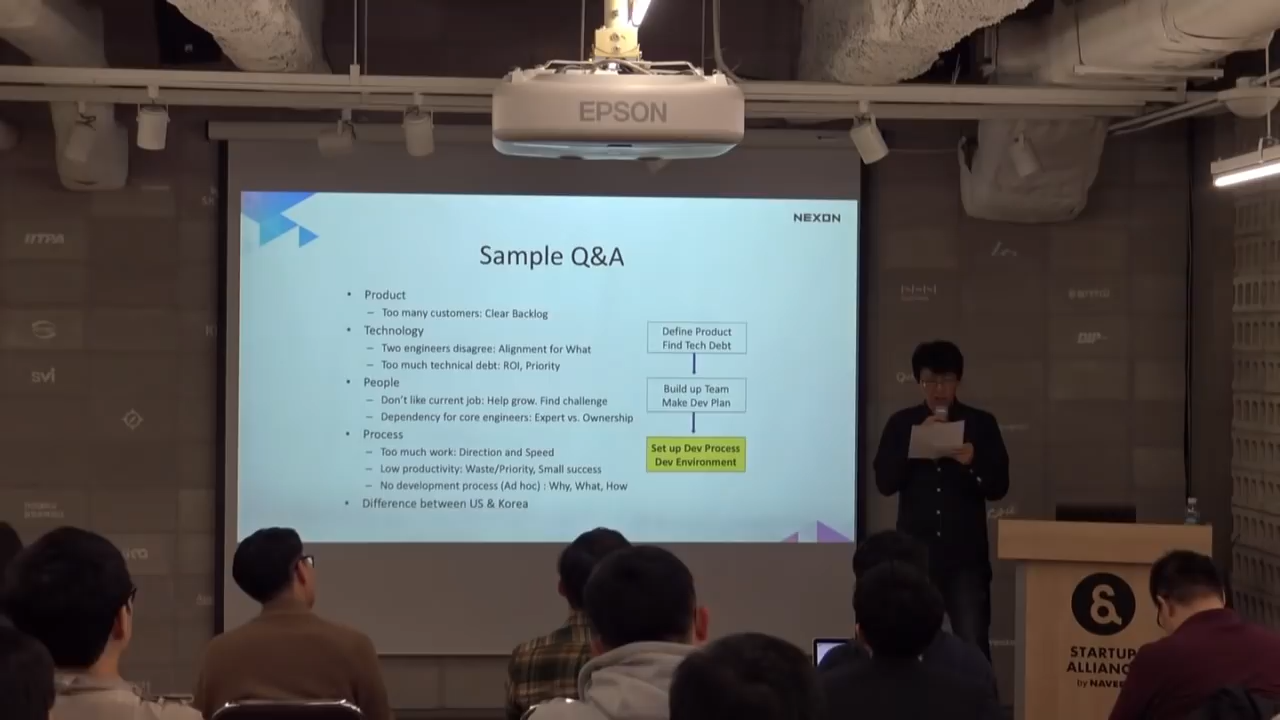 EPSON
NEXON
Sample Q&A
• Product
– Too many customers: Clear Backlog
• Technology
– Two engineers disagree: Alignment for What
– Too much technical debt: ROI, Priority
• People
– Don't like current job: Help grow. Find challenge
– Dependency for core engineers: Expert vs. Ownership
• Process
– Too much work: Direction and Speed
– Low productivity: Waste/Priority, Small success
– No development process (Ad hoc) : Why, What, How
• Difference between US & Korea
Define Product
Find Tech Debt
Build up Team
Make Dev Plan
Set up Dev Process
Dev Environment
IITPA
SVI
DIP
STARTUP
ALLIANC
by NAVE